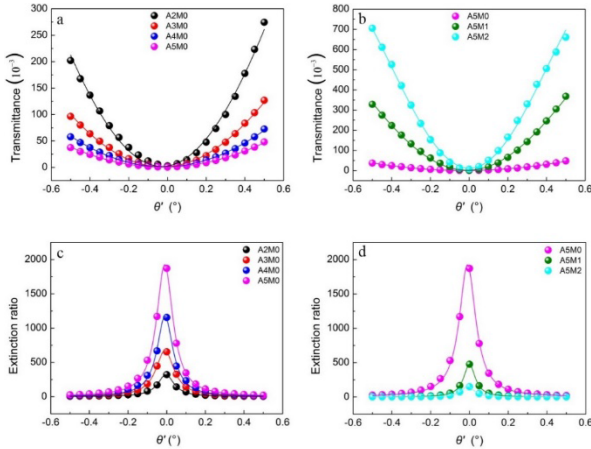 a
300
250
200
150
100
50
0
Transmittance (10⁻³)
-0.6 -0.4 -0.2 0.0 0.2 0.4 0.6
θ' (°)
A2M0
A3M0
A4M0
A5M0
b
800
700
600
500
400
300
200
100
0
Transmittance (10⁻³)
-0.6 -0.4 -0.2 0.0 0.2 0.4 0.6
θ' (°)
A5M0
A5M1
A5M2
c
2000
1500
1000
500
0
Extinction ratio
-0.6 -0.4 -0.2 0.0 0.2 0.4 0.6
θ' (°)
A2M0
A3M0
A4M0
A5M0
d
2000
1500
1000
500
0
Extinction ratio
-0.6 -0.4 -0.2 0.0 0.2 0.4 0.6
θ' (°)
A5M0
A5M1
A5M2